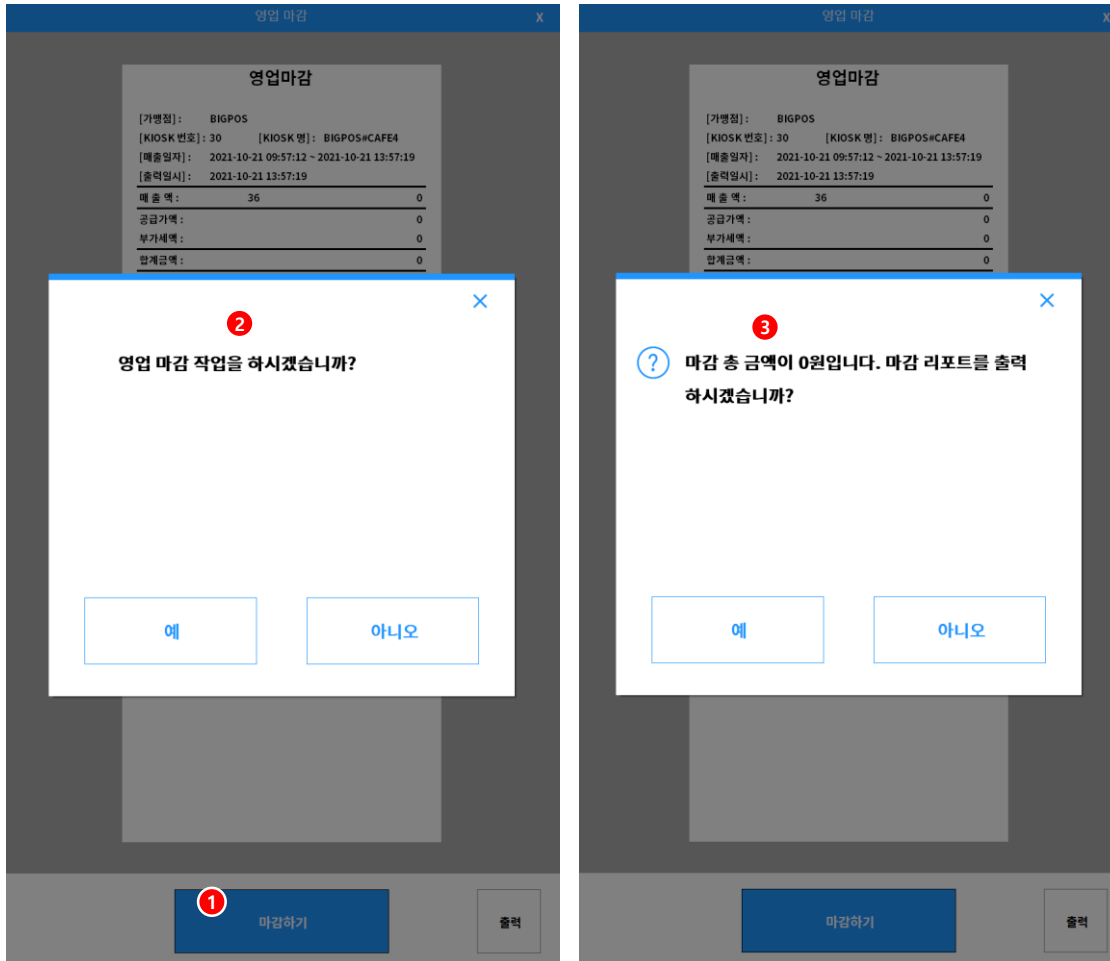 영업 마감 X
영업마감
[가맹점] : BIGPOS
[KIOSK 번호] : 30 [KIOSK 명] : BIGPOS#CAFE4
[매출일자] : 2021-10-21 09:57:12 ~ 2021-10-21 13:57:19
[출력일시] : 2021-10-21 13:57:19
매 출 액 : 36 0
공급가액 : 0
부가세액 : 0
합계금액 : 0
2
영업 마감 작업을 하시겠습니까?
예 아니오
1
마감하기 출력
영업 마감 X
영업마감
[가맹점] : BIGPOS
[KIOSK 번호] : 30 [KIOSK 명] : BIGPOS#CAFE4
[매출일자] : 2021-10-21 09:57:12 ~ 2021-10-21 13:57:19
[출력일시] : 2021-10-21 13:57:19
매 출 액 : 36 0
공급가액 : 0
부가세액 : 0
합계금액 : 0
3
? 마감 총 금액이 0원입니다. 마감 리포트를 출력
하시겠습니까?
예 아니오
마감하기 출력